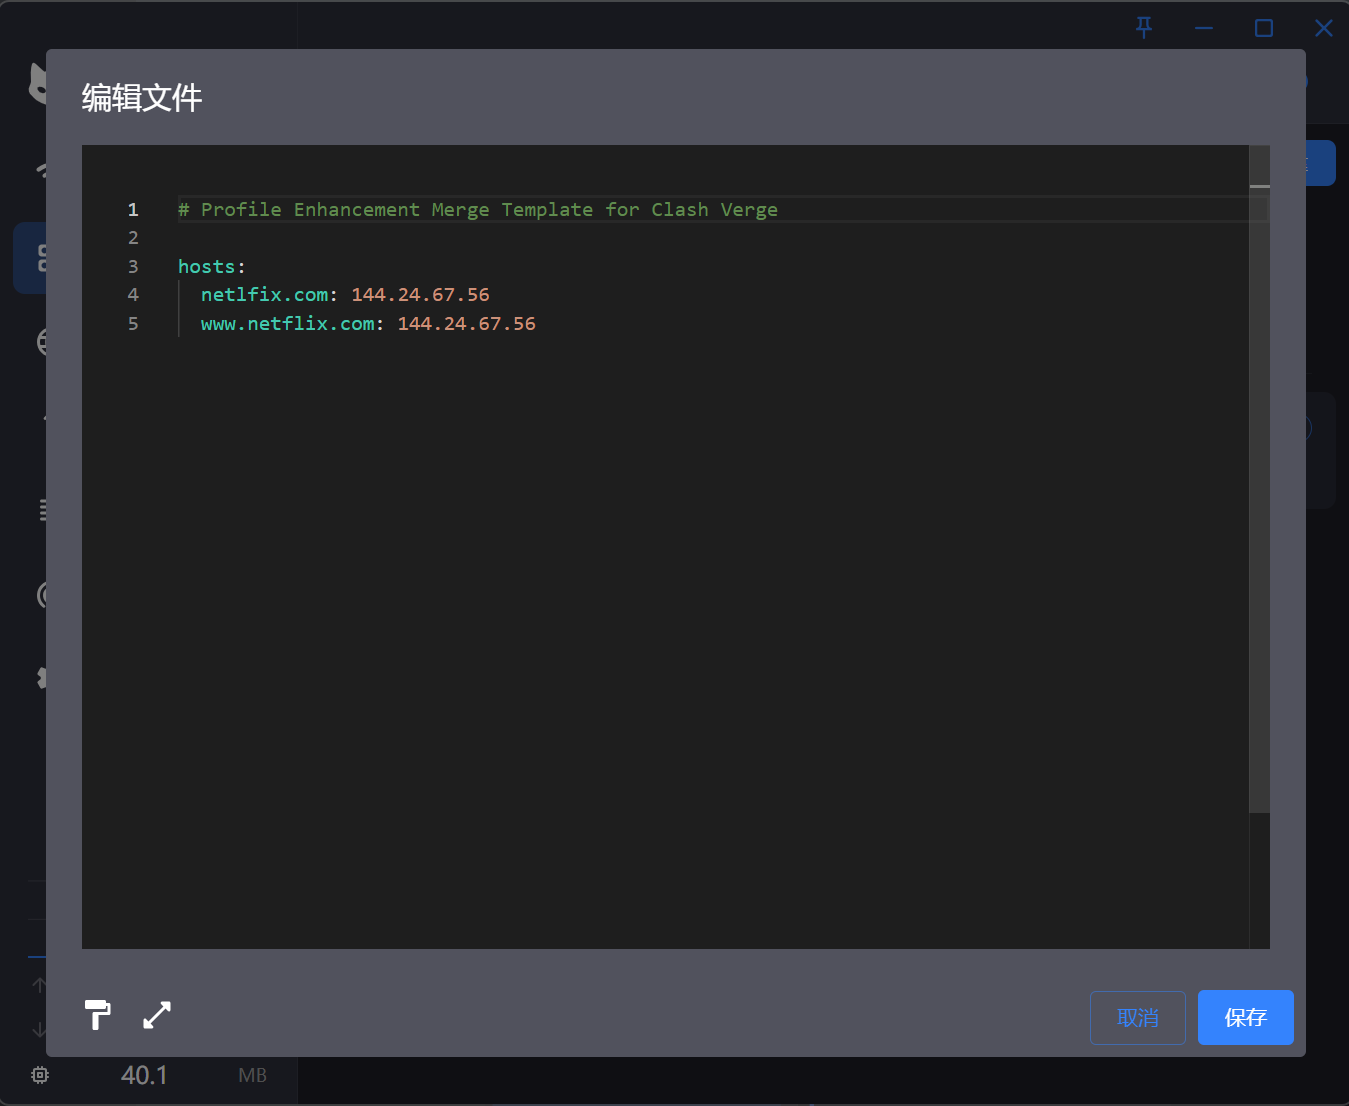 编辑文件
1 # Profile Enhancement Merge Template for Clash Verge
2
3 hosts:
4 netlfix.com: 144.24.67.56
5 www.netflix.com: 144.24.67.56
取消 保存
40.1 MB